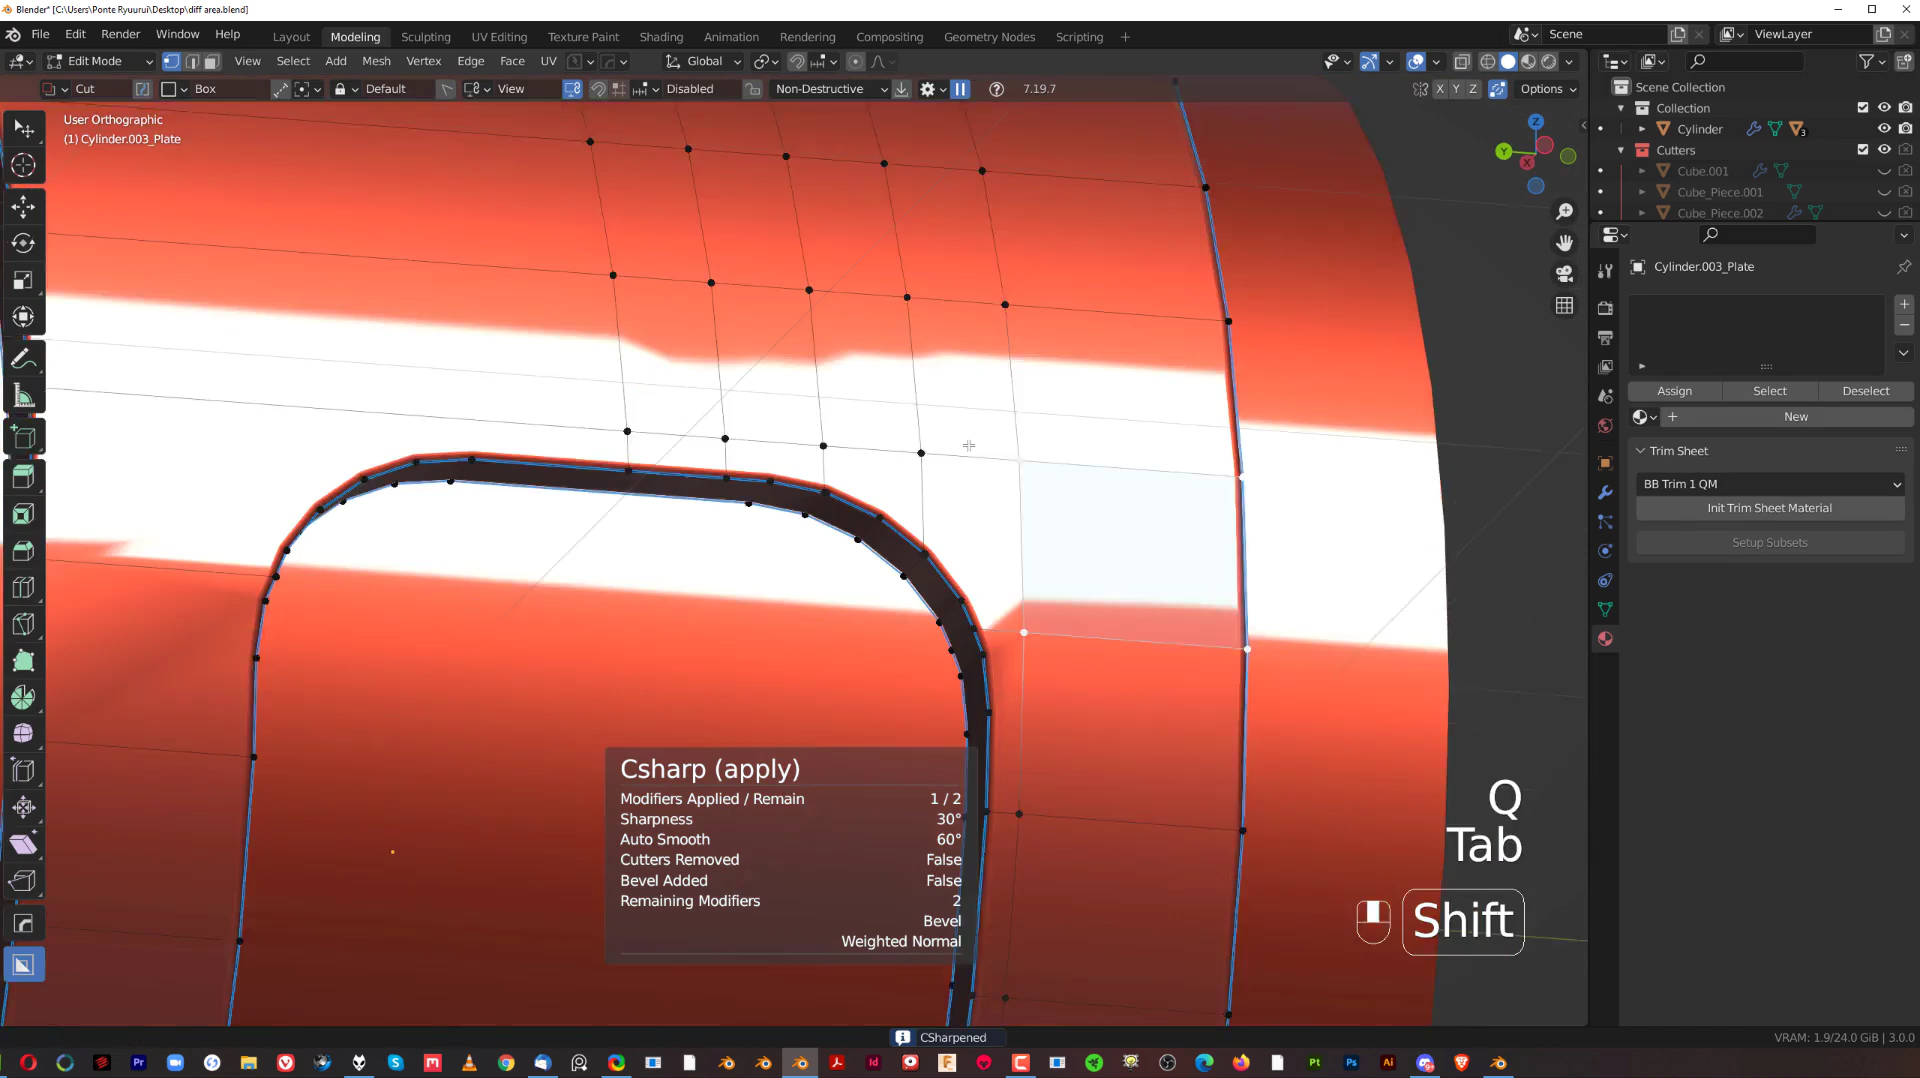 Blender* [C:\Users\Ponte Ryuurui\Desktop\diff area.blend]
File Edit Render Window Help
Layout Modeling Sculpting UV Editing Texture Paint Shading Animation Rendering Compositing Geometry Nodes Scripting +
Scene
ViewLayer
Edit Mode View Select Add Mesh Vertex Edge Face UV Global
Cut Box Default View Disabled Non-Destructive 7.19.7 X Y Z Options
User Orthographic
(1) Cylinder.003_Plate
Z
Y
X
Scene Collection
Collection
Cylinder 3
Cutters
Cube.001
Cube_Piece.001
Cube_Piece.002
Cylinder.003_Plate
Assign Select Deselect
New
Trim Sheet
BB Trim 1 QM
Init Trim Sheet Material
Setup Subsets
Csharp (apply)
Modifiers Applied / Remain 1 / 2
Sharpness 30°
Auto Smooth 60°
Cutters Removed False
Bevel Added False
Remaining Modifiers 2
Bevel
Weighted Normal
Q
Tab
Shift
CSharpened
VRAM: 1.9/24.0 GiB | 3.0.0
Pr Id Pt Ps Ai